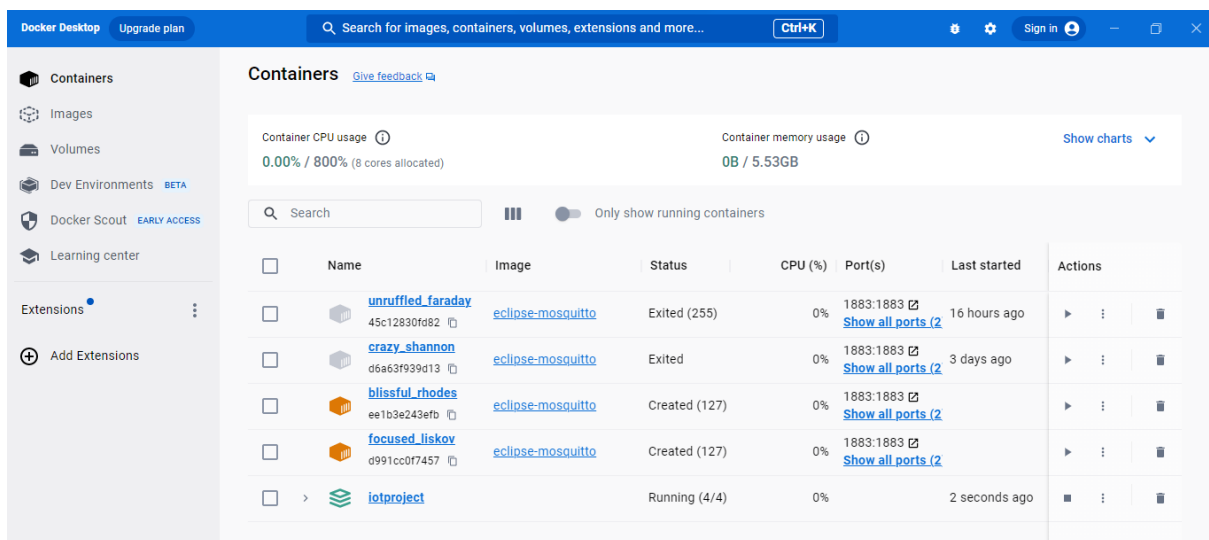 Docker Desktop Upgrade plan Search for images, containers, volumes, extensions and more... Ctrl+K Sign in
Containers
Images
Volumes
Dev Environments BETA
Docker Scout EARLY ACCESS
Learning center
Extensions
Add Extensions
Containers Give feedback
Container CPU usage
0.00% / 800% (8 cores allocated)
Container memory usage
0B / 5.53GB
Show charts
Search
Only show running containers
Name Image Status CPU (%) Port(s) Last started Actions
unruffled_faraday eclipse-mosquitto Exited (255) 0% 1883:1883 16 hours ago
45c12830fd82 Show all ports (2
crazy_shannon eclipse-mosquitto Exited 0% 1883:1883 3 days ago
d6a63f939d13 Show all ports (2
blissful_rhodes eclipse-mosquitto Created (127) 0% 1883:1883
ee1b3e243efb Show all ports (2
focused_liskov eclipse-mosquitto Created (127) 0% 1883:1883
d991cc0f7457 Show all ports (2
iotproject Running (4/4) 0% 2 seconds ago